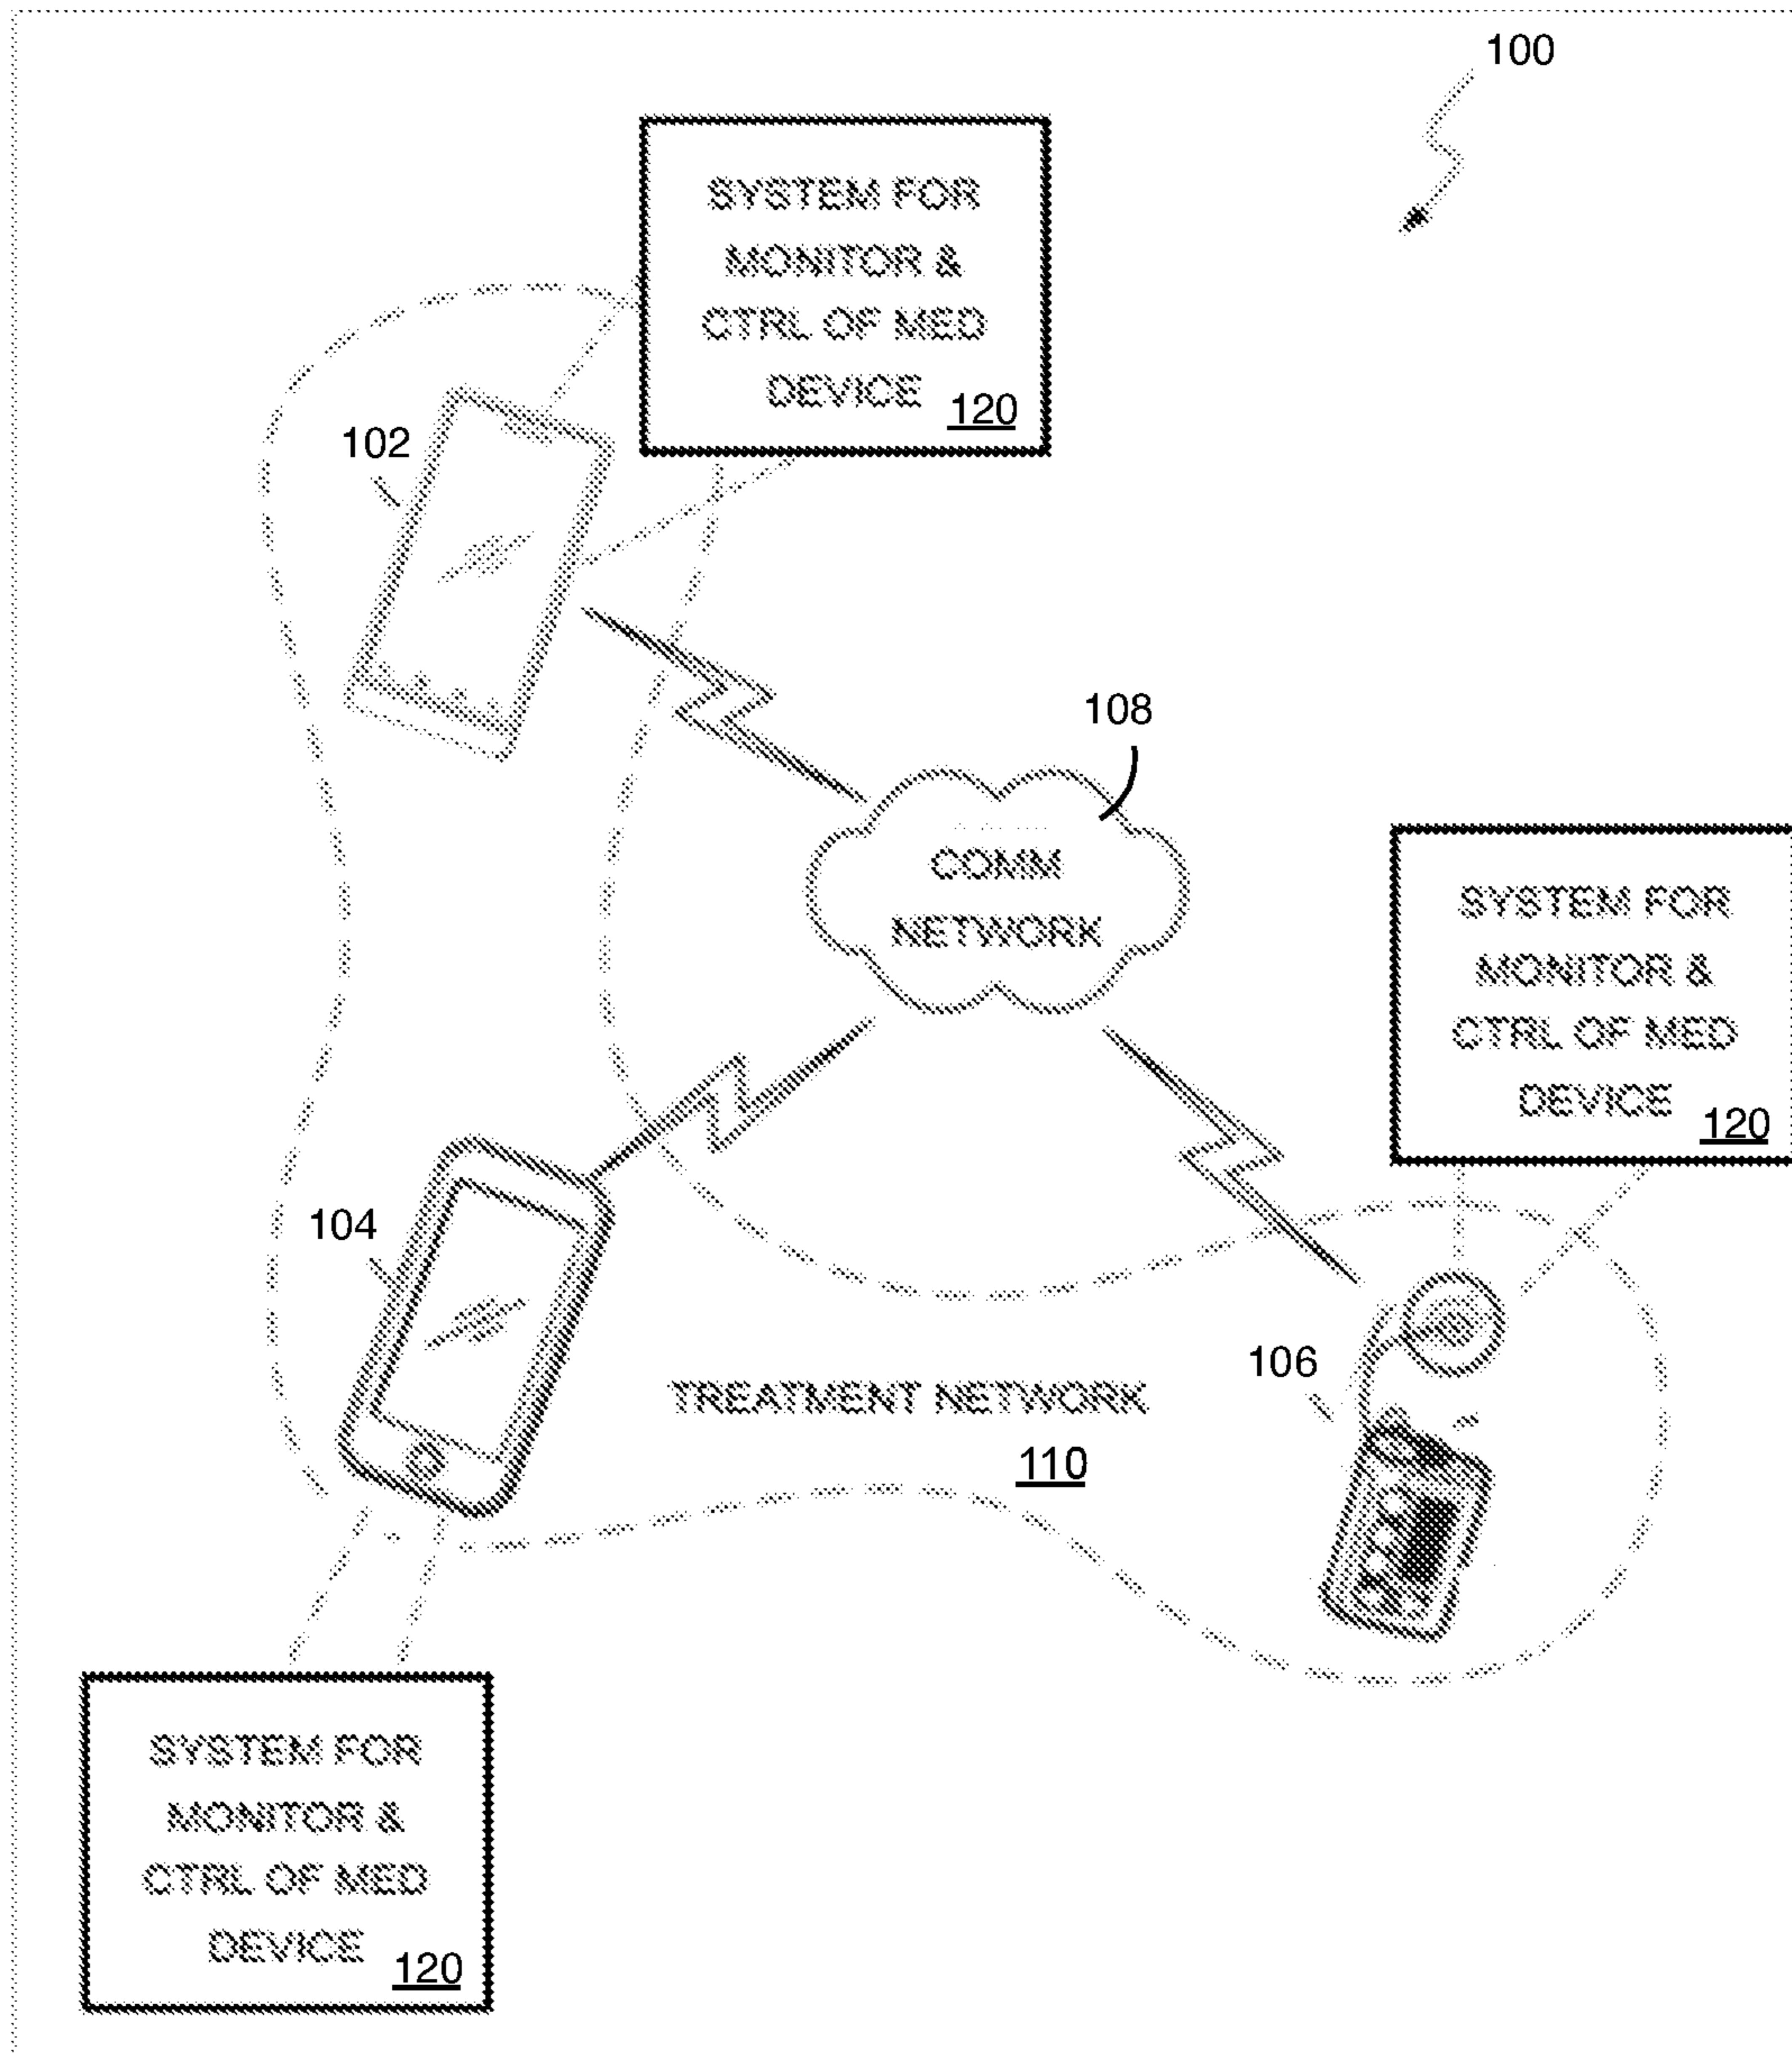 100
SYSTEM FOR
MONITOR &
CTRL OF MED
DEVICE
120
102
108
COMM
NETWORK
SYSTEM FOR
MONITOR &
CTRL OF MED
DEVICE
120
104
106
TREATMENT NETWORK
110
SYSTEM FOR
MONITOR &
CTRL OF MED
DEVICE
120